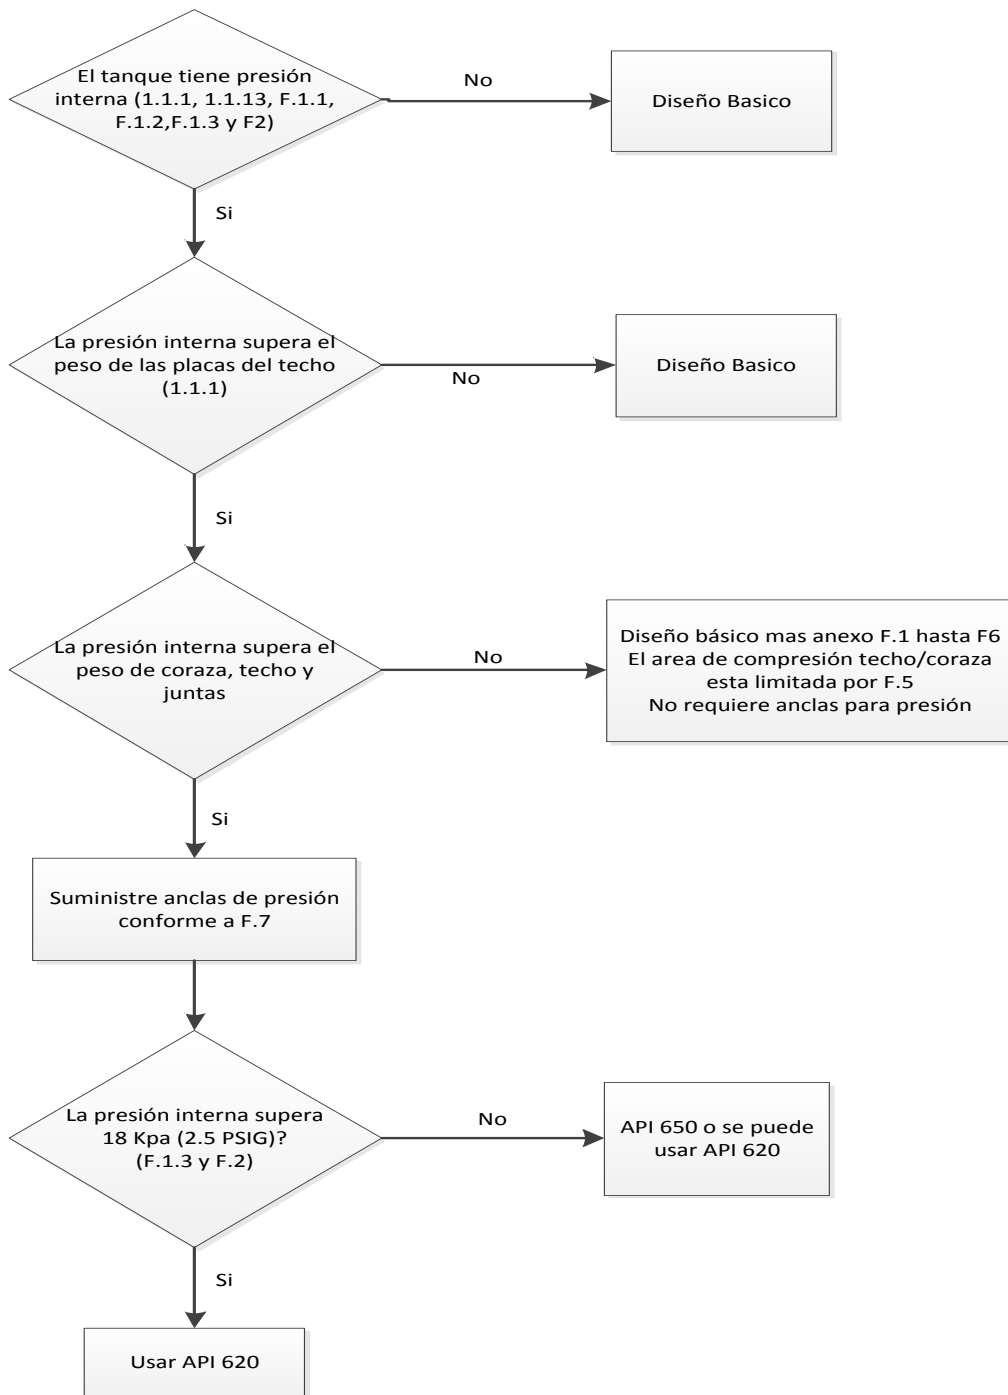 El tanque tiene presión
interna (1.1.1, 1.1.13, F.1.1,
F.1.2,F.1.3 y F2)
No
Diseño Basico
Si
La presión interna supera el
peso de las placas del techo
(1.1.1)
No
Diseño Basico
Si
La presión interna supera el
peso de coraza, techo y
juntas
No
Diseño básico mas anexo F.1 hasta F6
El area de compresión techo/coraza
esta limitada por F.5
No requiere anclas para presión
Si
Suministre anclas de presión
conforme a F.7
La presión interna supera
18 Kpa (2.5 PSIG)?
(F.1.3 y F.2)
No
API 650 o se puede
usar API 620
Si
Usar API 620